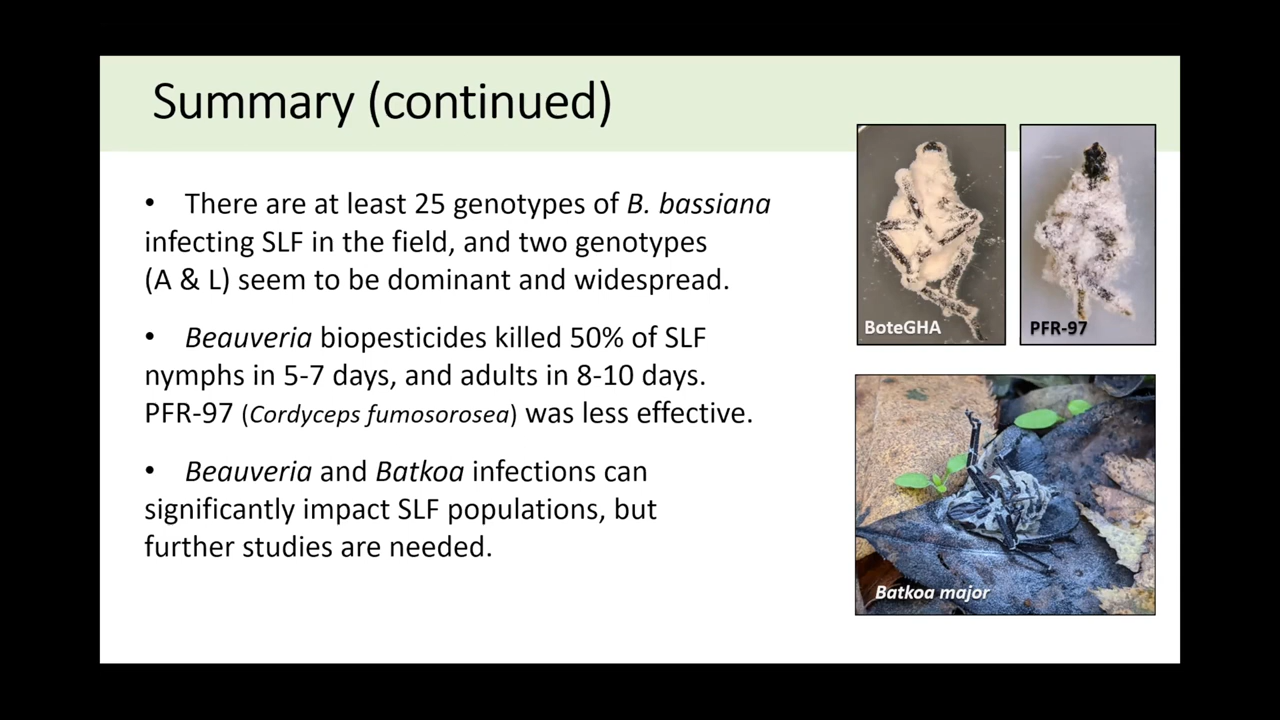 Summary (continued)
• There are at least 25 genotypes of B. bassiana
infecting SLF in the field, and two genotypes
(A & L) seem to be dominant and widespread.
• Beauveria biopesticides killed 50% of SLF
nymphs in 5-7 days, and adults in 8-10 days.
PFR-97 (Cordyceps fumosorosea) was less effective.
• Beauveria and Batkoa infections can
significantly impact SLF populations, but
further studies are needed.
BoteGHA
PFR-97
Batkoa major